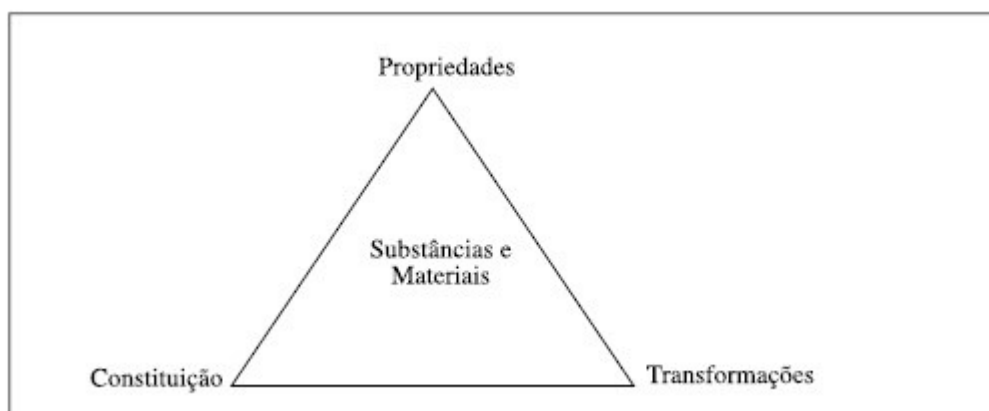 Propriedades
Substâncias e
Materiais
Constituição
Transformações